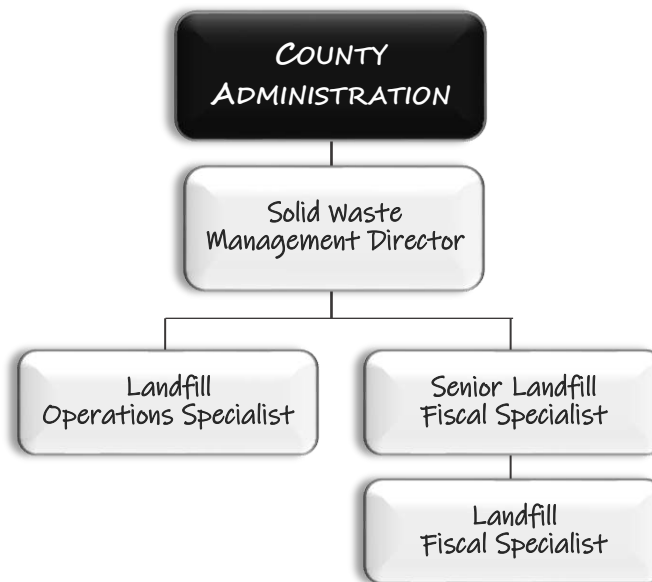 COUNTY
ADMINISTRATION
Solid Waste
Management Director
Landfill
Operations Specialist
Senior Landfill
Fiscal Specialist
Landfill
Fiscal Specialist